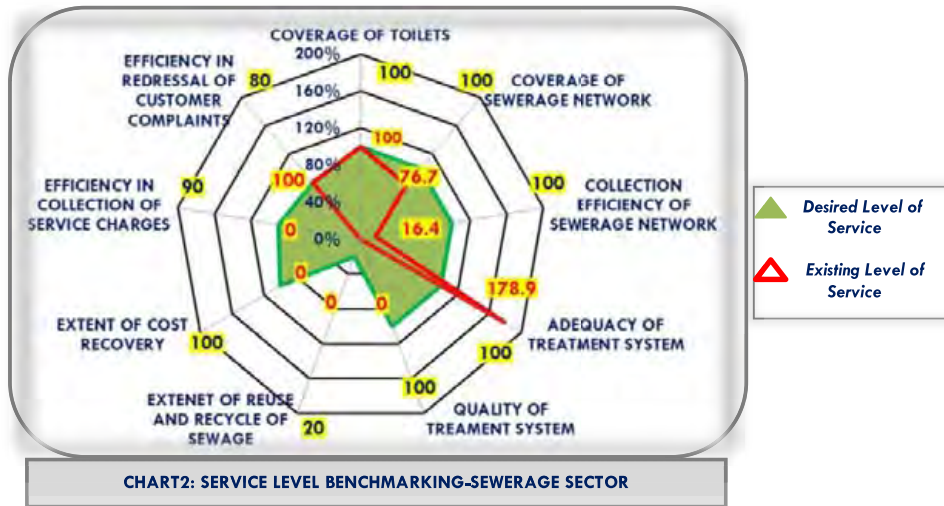 COVERAGE OF TOILETS
200%
160%
120%
80%
40%
0%
100
100
COVERAGE OF
SEWERAGE NETWORK
100
76.7
COLLECTION
EFFICIENCY OF
SEWERAGE NETWORK
100
16.4
ADEQUACY OF
TREATMENT SYSTEM
100
178.9
QUALITY OF
TREAMENT SYSTEM
100
0
EXTENET OF REUSE
AND RECYCLE OF
SEWAGE
20
0
EXTENT OF COST
RECOVERY
100
0
EFFICIENCY IN
COLLECTION OF
SERVICE CHARGES
90
0
EFFICIENCY IN
REDRESSAL OF
CUSTOMER
COMPLAINTS
80
100
Desired Level of
Service
Existing Level of
Service
CHART2: SERVICE LEVEL BENCHMARKING-SEWERAGE SECTOR